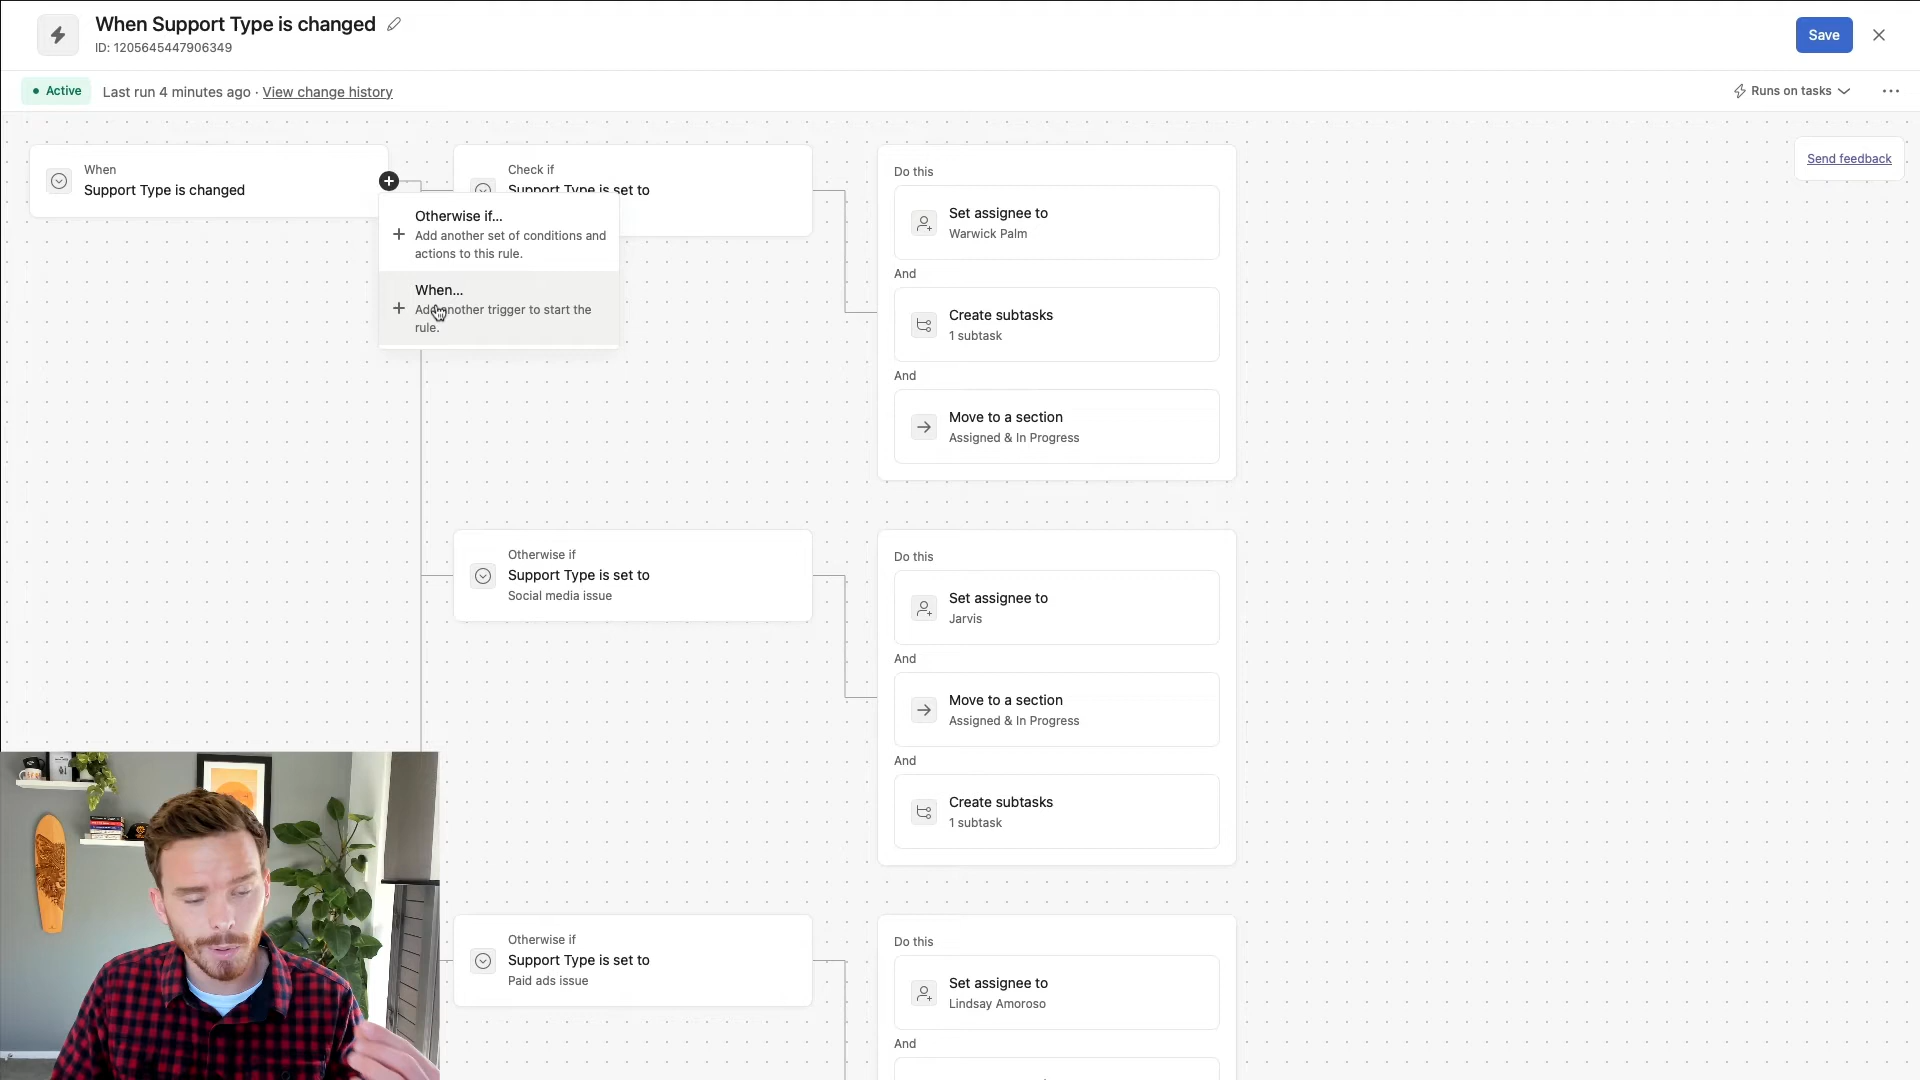 When Support Type is changed
ID: 1205645447906349
Save
Active
Last run 4 minutes ago · View change history
Runs on tasks
Send feedback
When
Support Type is changed
Check if
Support Type is set to
Otherwise if...
Add another set of conditions and
actions to this rule.
When...
Add another trigger to start the
rule.
Do this
Set assignee to
Warwick Palm
And
Create subtasks
1 subtask
And
Move to a section
Assigned & In Progress
Otherwise if
Support Type is set to
Social media issue
Do this
Set assignee to
Jarvis
And
Move to a section
Assigned & In Progress
And
Create subtasks
1 subtask
Otherwise if
Support Type is set to
Paid ads issue
Do this
Set assignee to
Lindsay Amoroso
And